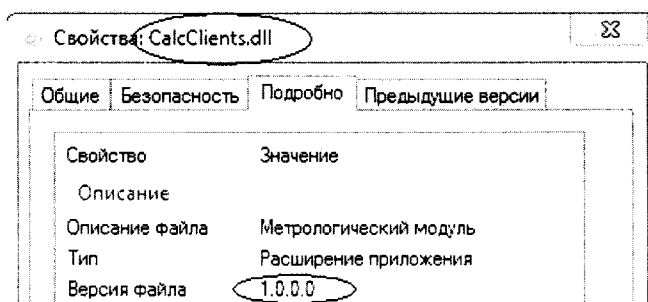 Свойства: CalcClients.dll
Общие Безопасность Подробно Предыдущие версии
Свойство Значение
Описание
Описание файла Метрологический модуль
Тип Расширение приложения
Версия файла 1.0.0.0